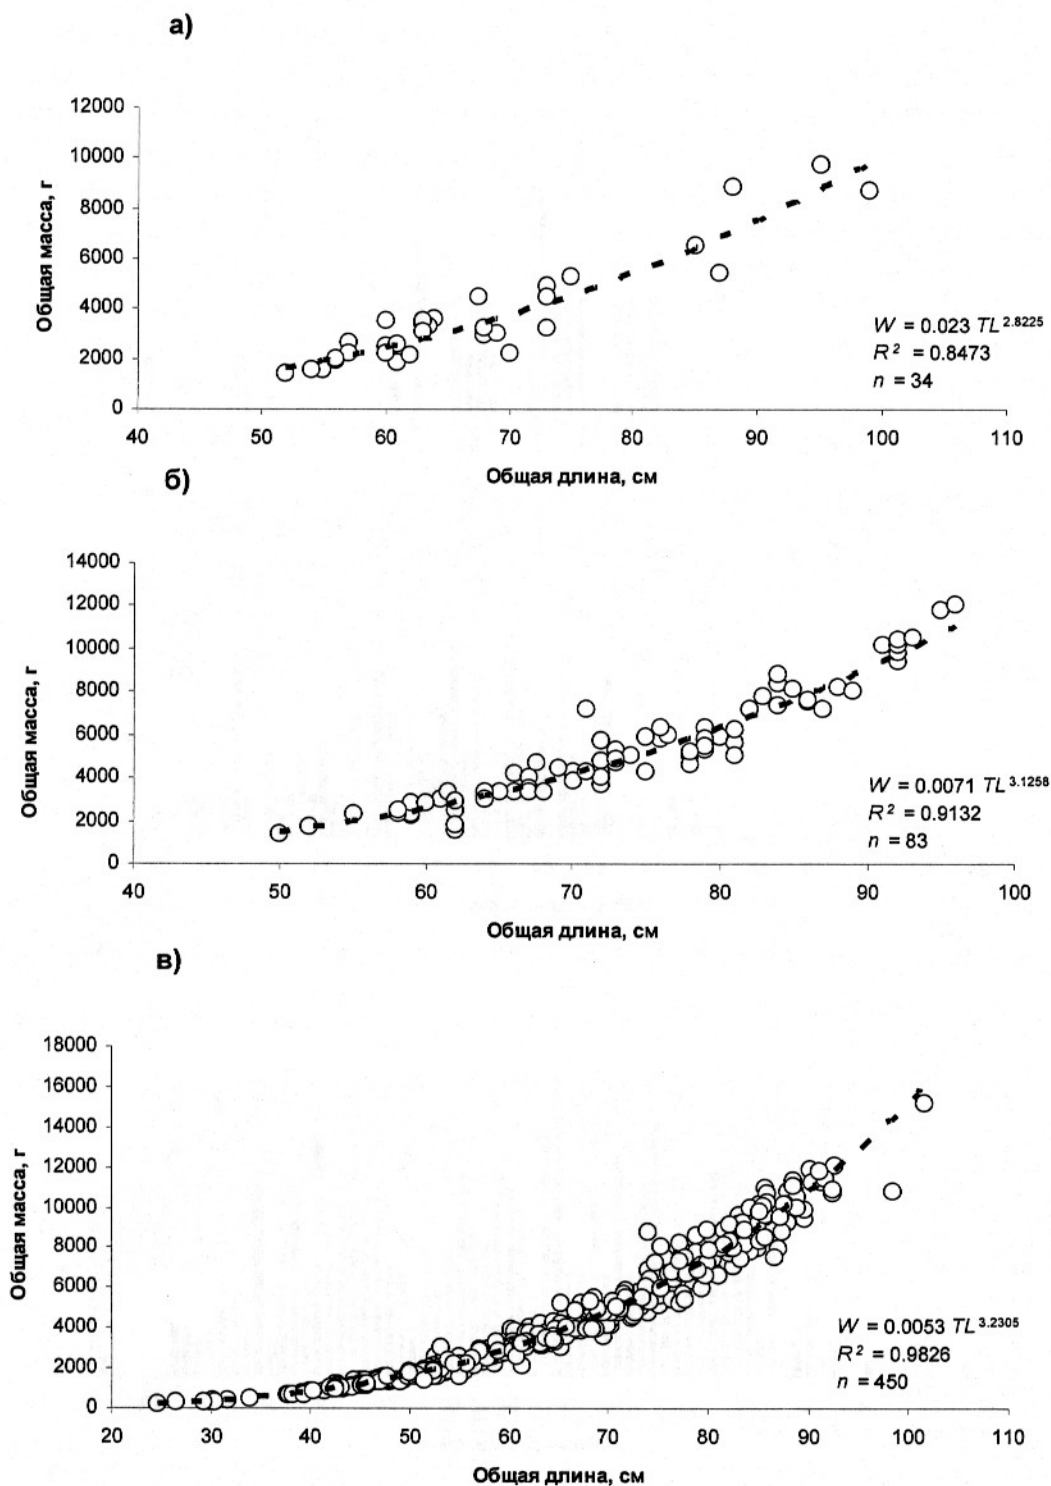 а)
12000
10000
8000
6000
4000
2000
0
Общая масса, г
40 50 60 70 80 90 100 110
Общая длина, см
W = 0.023 TL^2.8225
R² = 0.8473
n = 34
б)
14000
12000
10000
8000
6000
4000
2000
0
Общая масса, г
40 50 60 70 80 90 100
Общая длина, см
W = 0.0071 TL^3.1258
R² = 0.9132
n = 83
в)
18000
16000
14000
12000
10000
8000
6000
4000
2000
0
Общая масса, г
20 30 40 50 60 70 80 90 100 110
Общая длина, см
W = 0.0053 TL^3.2305
R² = 0.9826
n = 450